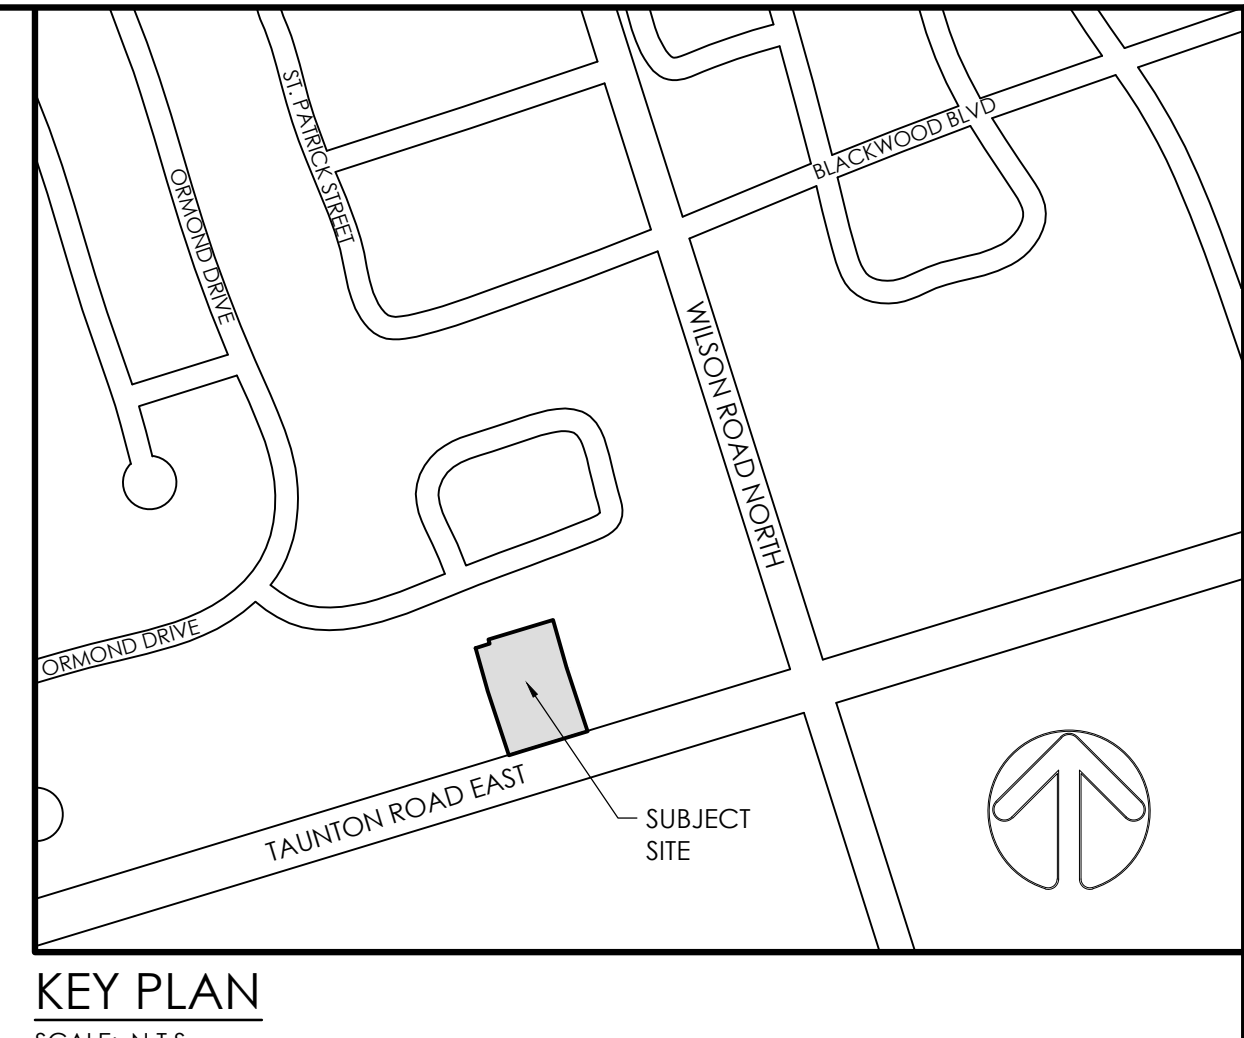 ST. PATRICK STREET
BLACKWOOD BLVD
ORMOND DRIVE
WILSON ROAD NORTH
ORMOND DRIVE
TAUNTON ROAD EAST
SUBJECT
SITE
KEY PLAN
SCALE: N.T.S.